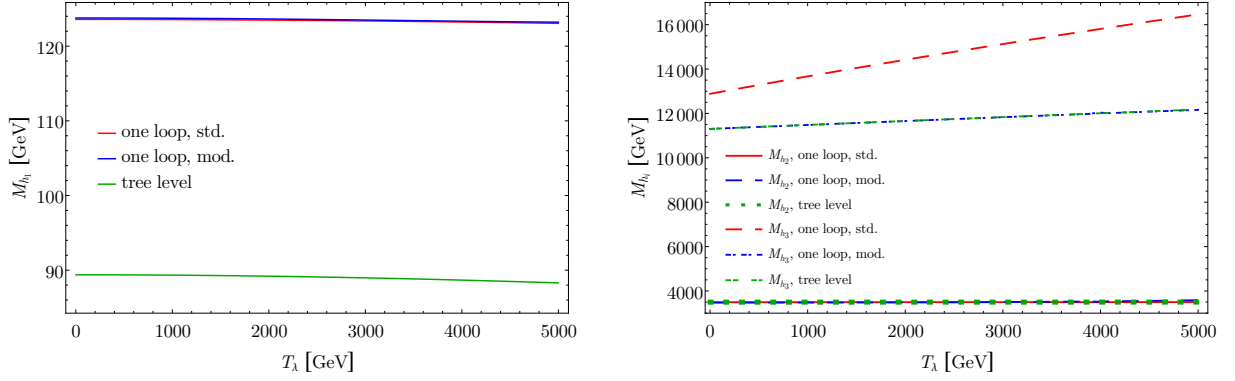 120
110
100
90
M_{h_1} [GeV]
one loop, std.
one loop, mod.
tree level
0 1000 2000 3000 4000 5000
T_λ [GeV]
16 000
14 000
12 000
10 000
8000
6000
4000
M_{h_i} [GeV]
M_{h_2}, one loop, std.
M_{h_2}, one loop, mod.
M_{h_2}, tree level
M_{h_3}, one loop, std.
M_{h_3}, one loop, mod.
M_{h_3}, tree level
0 1000 2000 3000 4000 5000
T_λ [GeV]